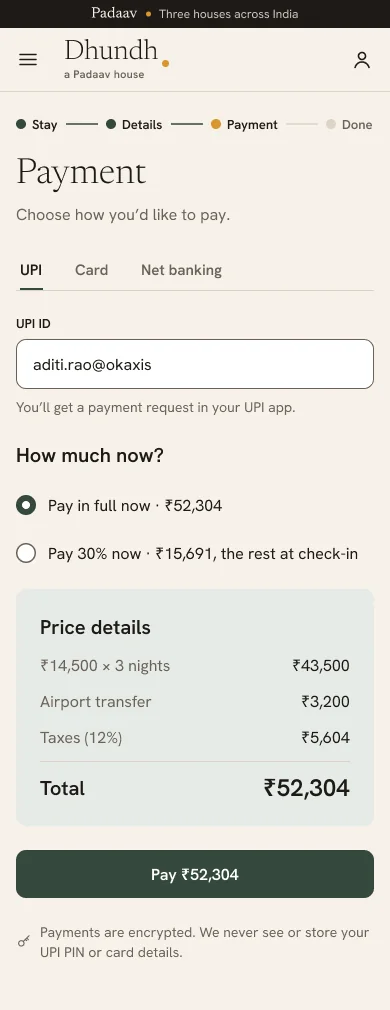 Padaav • Three houses across India
Dhundh
a Padaav house
Stay Details Payment Done
Payment
Choose how you’d like to pay.
UPI Card Net banking
UPI ID
aditi.rao@okaxis
You’ll get a payment request in your UPI app.
How much now?
Pay in full now · ₹52,304
Pay 30% now · ₹15,691, the rest at check-in
Price details
₹14,500 × 3 nights ₹43,500
Airport transfer ₹3,200
Taxes (12%) ₹5,604
Total ₹52,304
Pay ₹52,304
Payments are encrypted. We never see or store your
UPI PIN or card details.